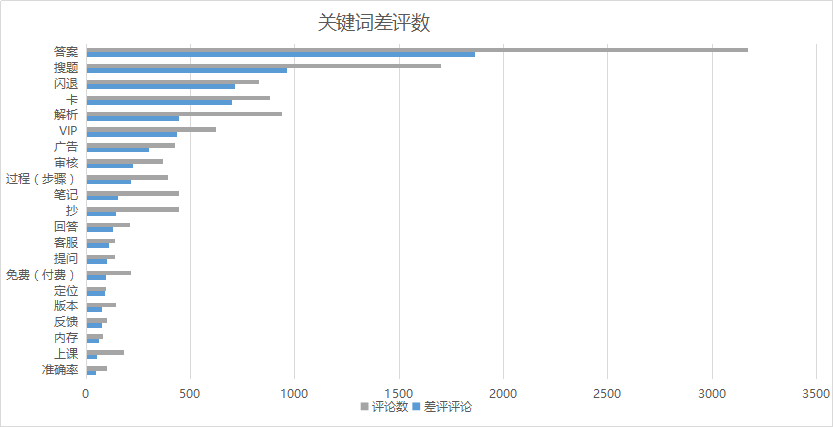 关键词差评数
答案
搜题
闪退
卡
解析
VIP
广告
审核
过程（步骤）
笔记
抄
回答
客服
提问
免费（付费）
定位
版本
反馈
内存
上课
准确率
0 500 1000 1500 2000 2500 3000 3500
评论数 差评评论